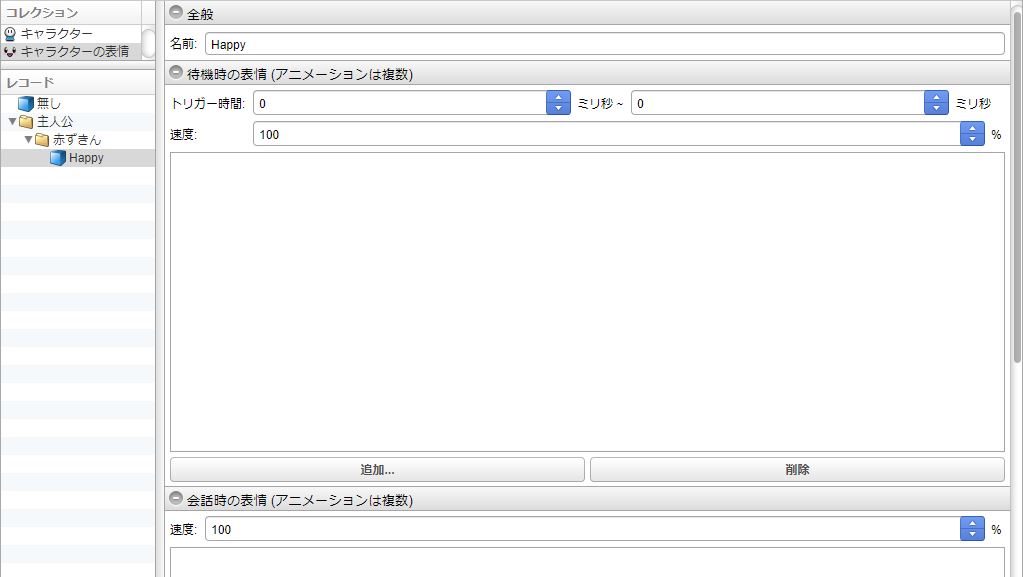 コレクション
キャラクター
キャラクターの表情
レコード
無し
主人公
赤ずきん
Happy
全般
名前: Happy
待機時の表情 (アニメーションは複数)
トリガー時間: 0 ミリ秒 ~ 0 ミリ秒
速度: 100 %
追加... 削除
会話時の表情 (アニメーションは複数)
速度: 100 %